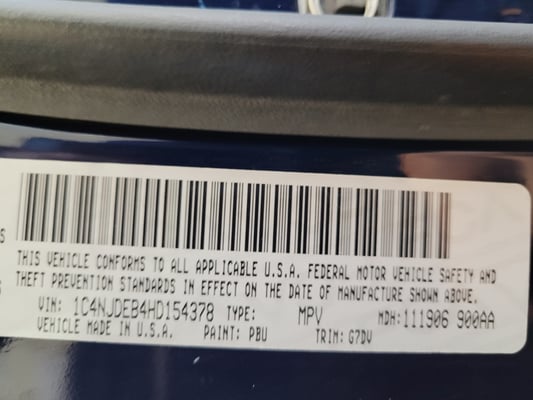 S
THIS VEHICLE CONFORMS TO ALL APPLICABLE U.S.A. FEDERAL MOTOR VEHICLE SAFETY AND
S
THEFT PREVENTION STANDARDS IN EFFECT ON THE DATE OF MANUFACTURE SHOWN ABOVE.
VIN: 1C4NJDEB4HD154378 TYPE: MPV MDH:111906 900AA
VEHICLE MADE IN U.S.A. PAINT: PBU TRIM: G7DV